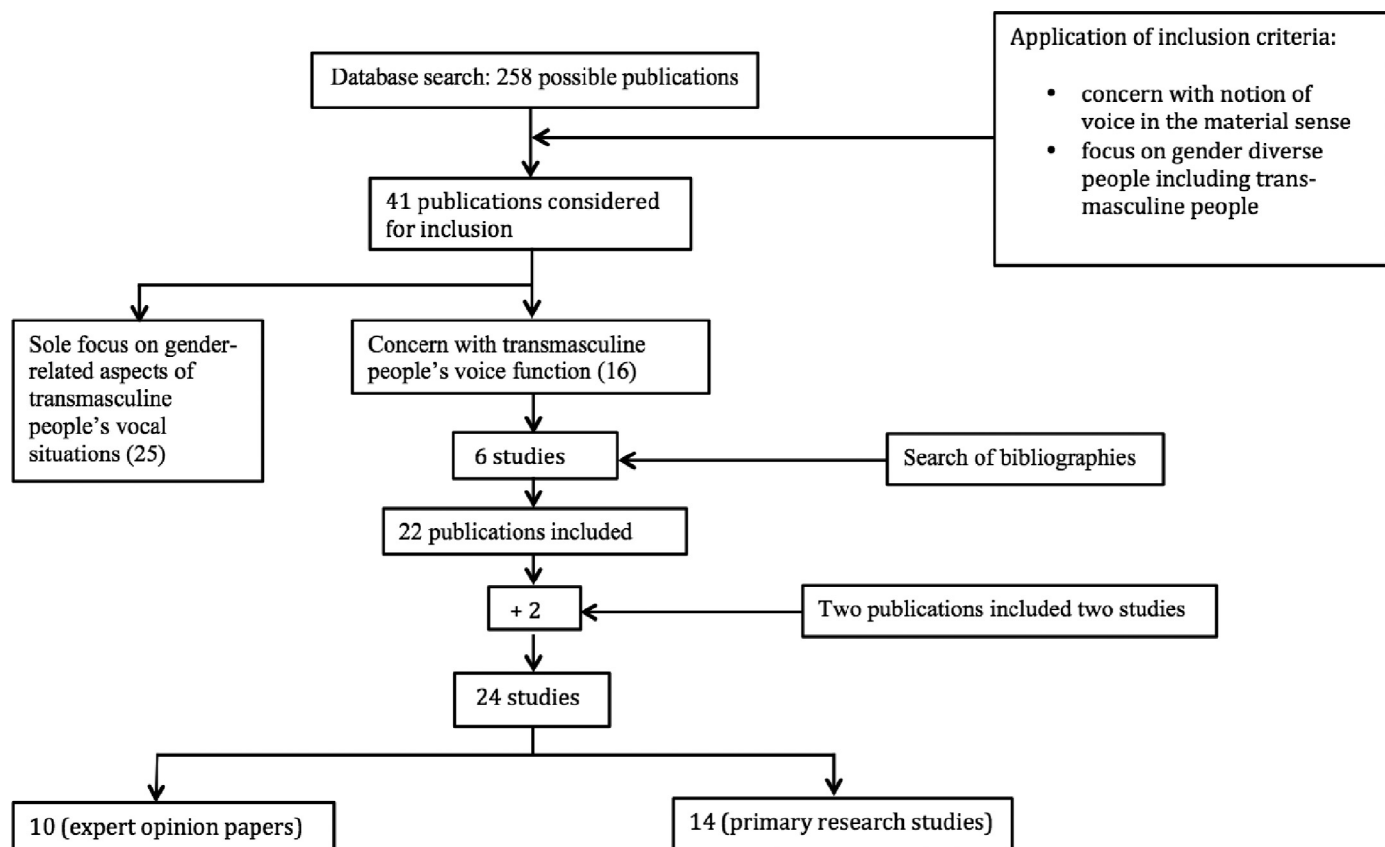 Database search: 258 possible publications
Application of inclusion criteria:
• concern with notion of
voice in the material sense
• focus on gender diverse
people including trans-
masculine people
41 publications considered
for inclusion
Sole focus on gender-
related aspects of
transmasculine
people's vocal
situations (25)
Concern with transmasculine
people's voice function (16)
6 studies
Search of bibliographies
22 publications included
+ 2
Two publications included two studies
24 studies
10 (expert opinion papers)
14 (primary research studies)